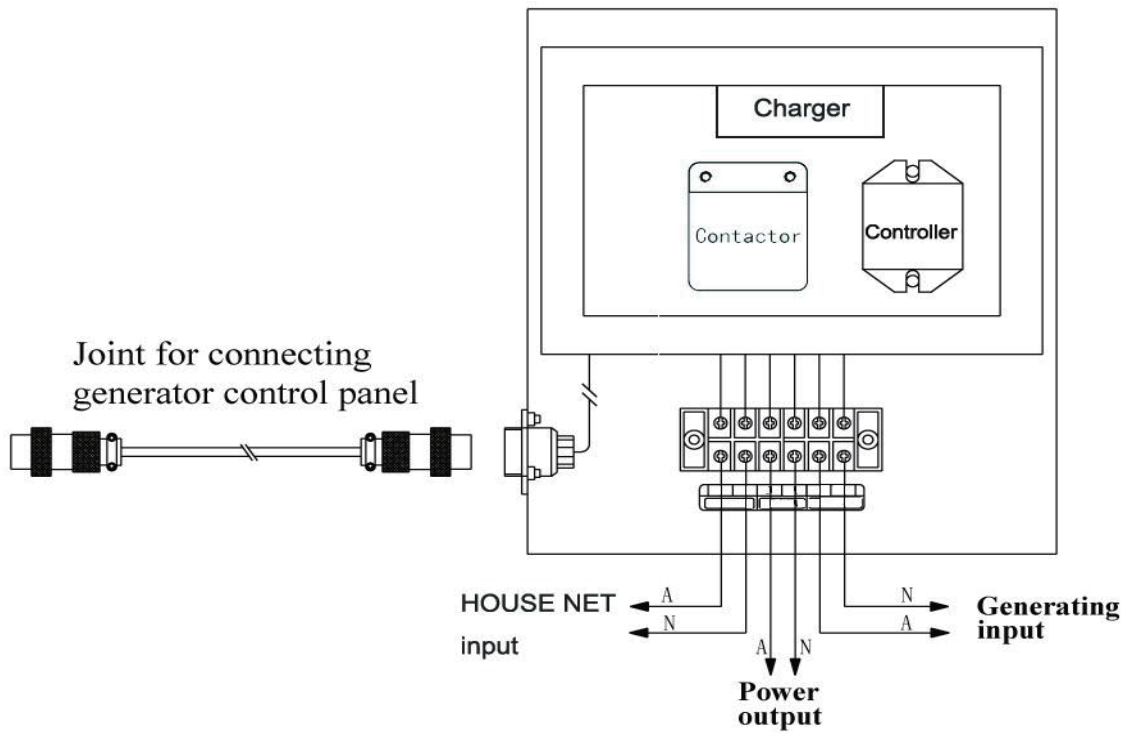 Charger
Contactor
Controller
Joint for connecting
generator control panel
HOUSE NET
input
A
N
A
N
N
A
Generating
input
Power
output